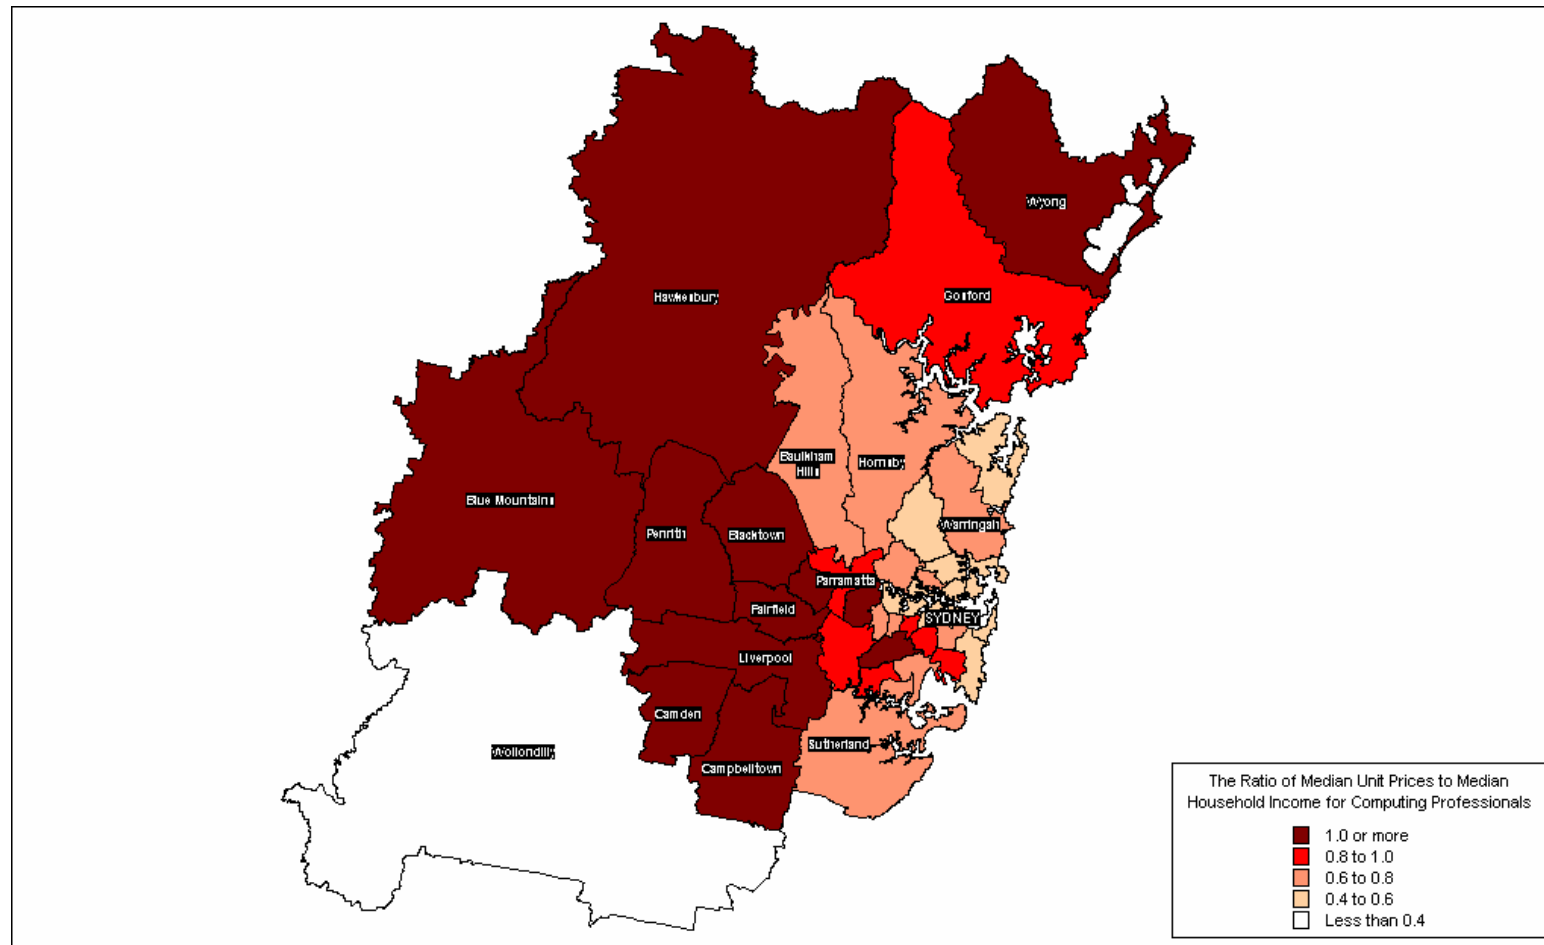 Wyong
Gosford
Hawkesbury
Baulkham
Hills
Hornsby
Blue Mountains
Warringah
Penrith
Blacktown
Parramatta
Fairfield
SYDNEY
Liverpool
Camden
Sutherland
Wollondilly
Campbelltown
The Ratio of Median Unit Prices to Median
Household Income for Computing Professionals
1.0 or more
0.8 to 1.0
0.6 to 0.8
0.4 to 0.6
Less than 0.4